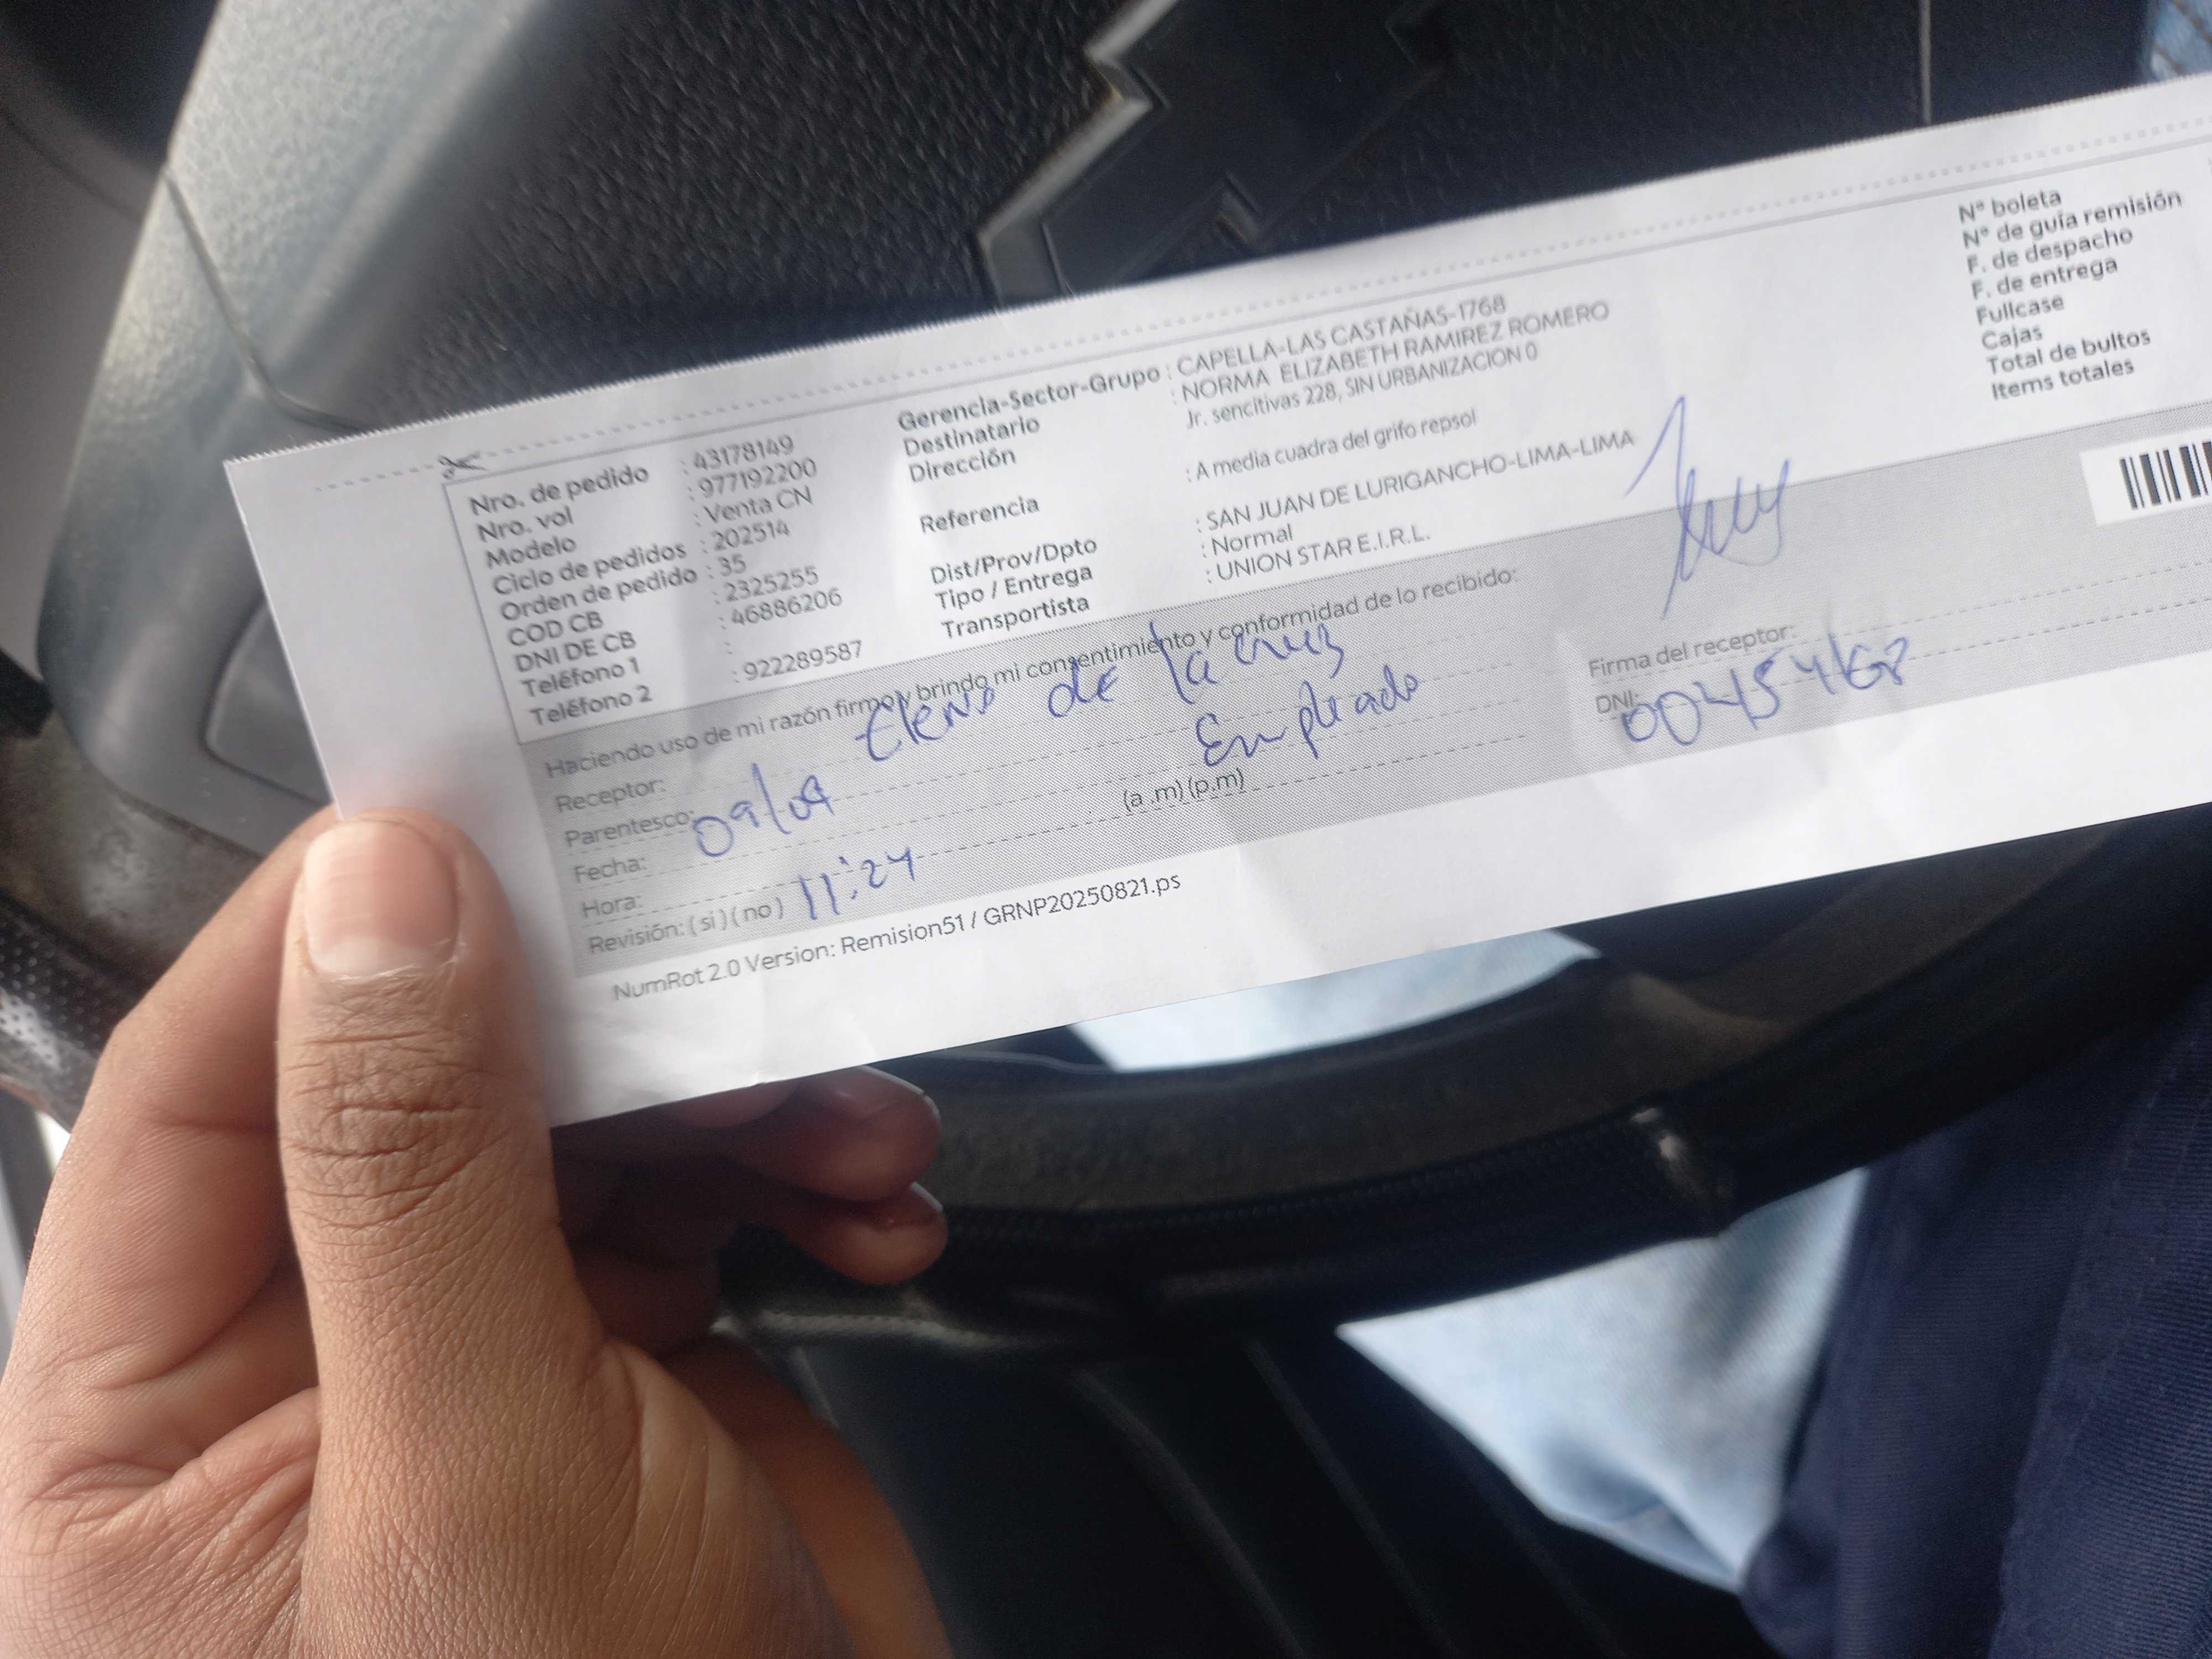 Nro. de pedido : 43178149
Nro. vol : 977192200
Modelo : Venta CN
Ciclo de pedidos : 202514
Orden de pedido : 35
COD CB : 2325255
DNI DE CB : 46886206
Teléfono 1 :
Teléfono 2 : 922289587
Gerencia-Sector-Grupo : CAPELLA-LAS CASTAÑAS-1768
Destinatario : NORMA ELIZABETH RAMIREZ ROMERO
Dirección Jr. sencitivas 228, SIN URBANIZACION 0
Referencia : A media cuadra del grifo repsol
Dist/Prov/Dpto : SAN JUAN DE LURIGANCHO-LIMA-LIMA
Tipo / Entrega : Normal
Transportista : UNION STAR E.I.R.L.
N° boleta
N° de guía remisión
F. de despacho
F. de entrega
Fullcase
Cajas
Total de bultos
Items totales
Haciendo uso de mi razón firmo y brindo mi consentimiento y conformidad de lo recibido:
Receptor: de la cruz
Parentesco: Empleado
Fecha: 09/09
Hora: 11:24 (a.m) (p.m)
Revisión: (si) (no)
Firma del receptor:
DNI:
NumRot 2.0 Version: Remision51 / GRNP20250821.ps